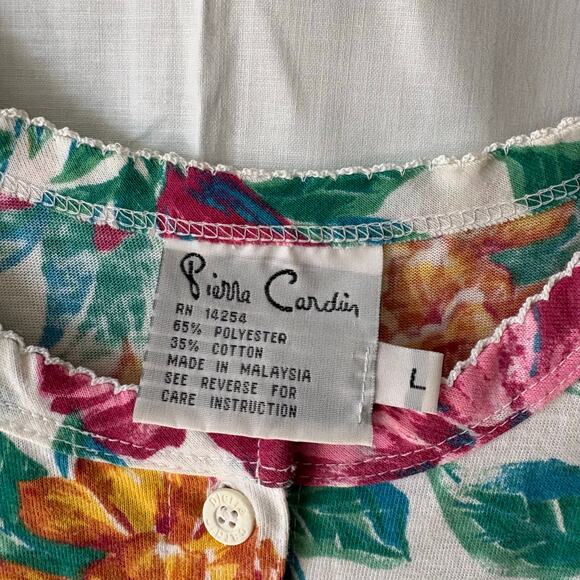 Pierre Cardin
RN 14254
65% POLYESTER
35% COTTON
MADE IN MALAYSIA
SEE REVERSE FOR
CARE INSTRUCTION
L